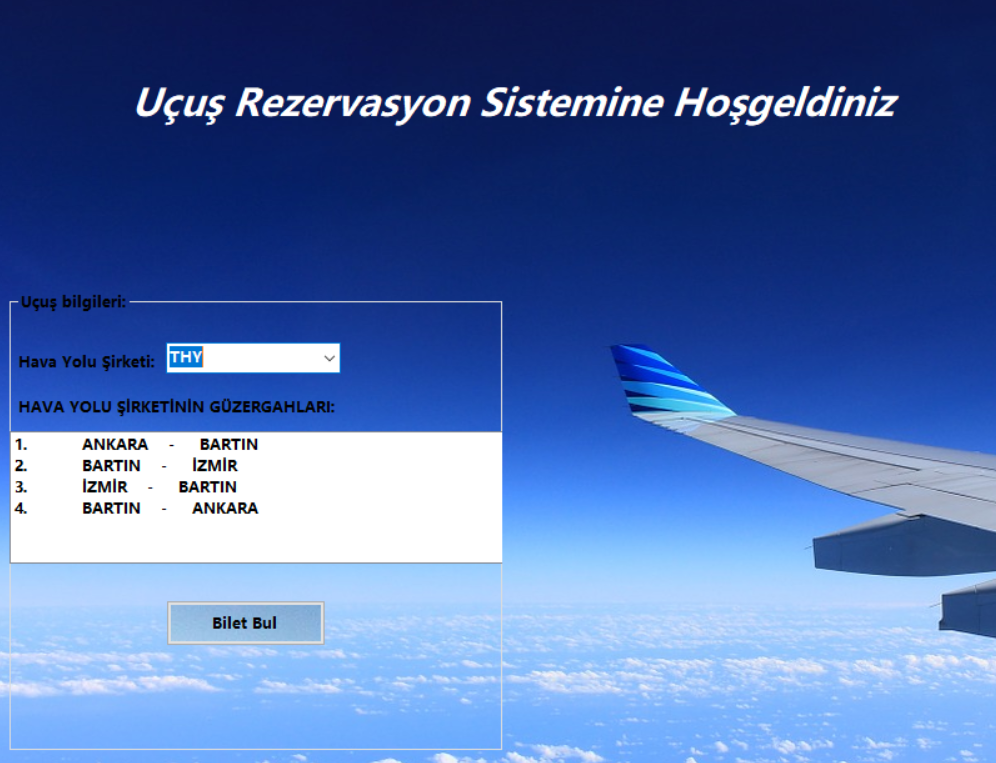 Uçuş Rezervasyon Sistemine Hoşgeldiniz
Uçuş bilgileri:
Hava Yolu Şirketi: THY
HAVA YOLU ŞİRKETİNİN GÜZERGAHLARI:
1. ANKARA - BARTIN
2. BARTIN - İZMİR
3. İZMİR - BARTIN
4. BARTIN - ANKARA
Bilet Bul